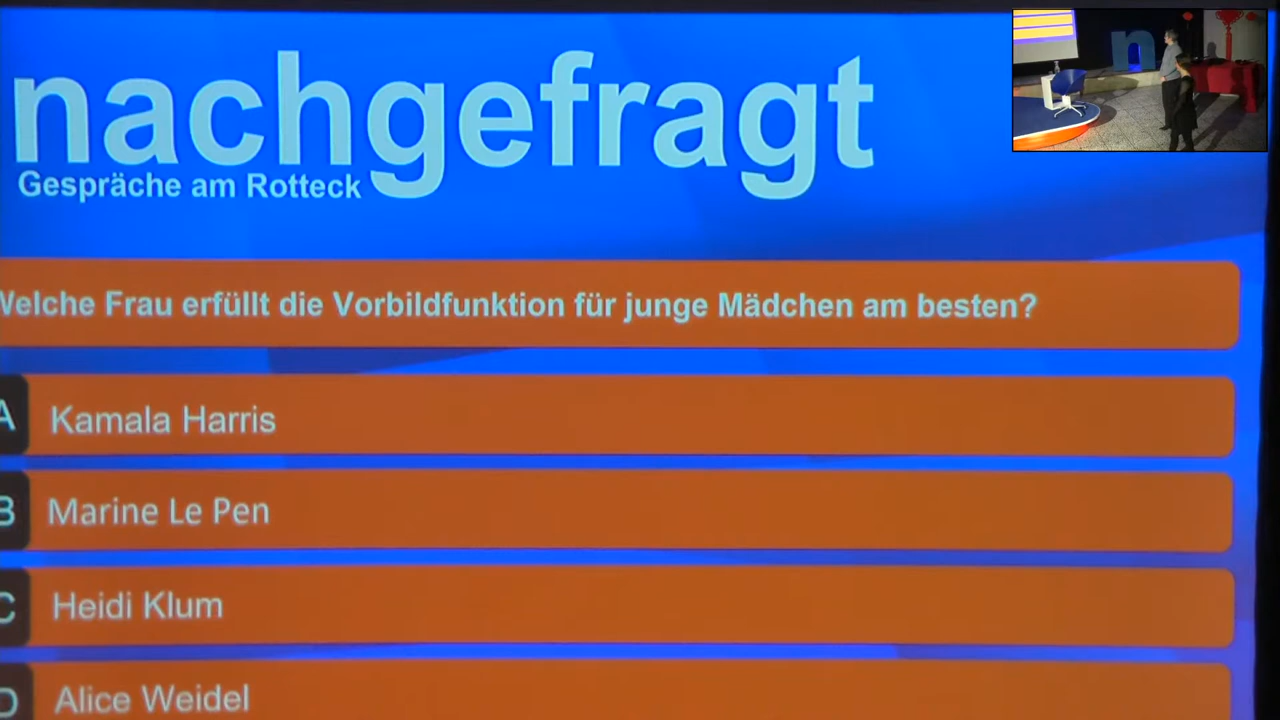 nachgefragt
Gespräche am Rotteck
Welche Frau erfüllt die Vorbildfunktion für junge Mädchen am besten?
A Kamala Harris
B Marine Le Pen
C Heidi Klum
D Alice Weidel
n